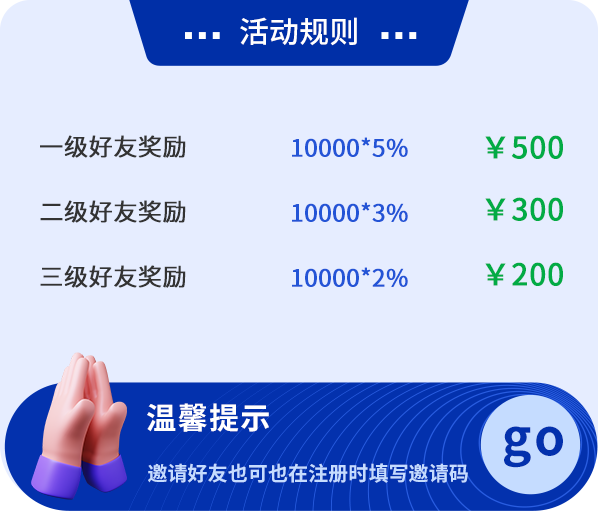 活动规则
一级好友奖励 10000*5% ￥500
二级好友奖励 10000*3% ￥300
三级好友奖励 10000*2% ￥200
温馨提示
邀请好友也可也在注册时填写邀请码
go